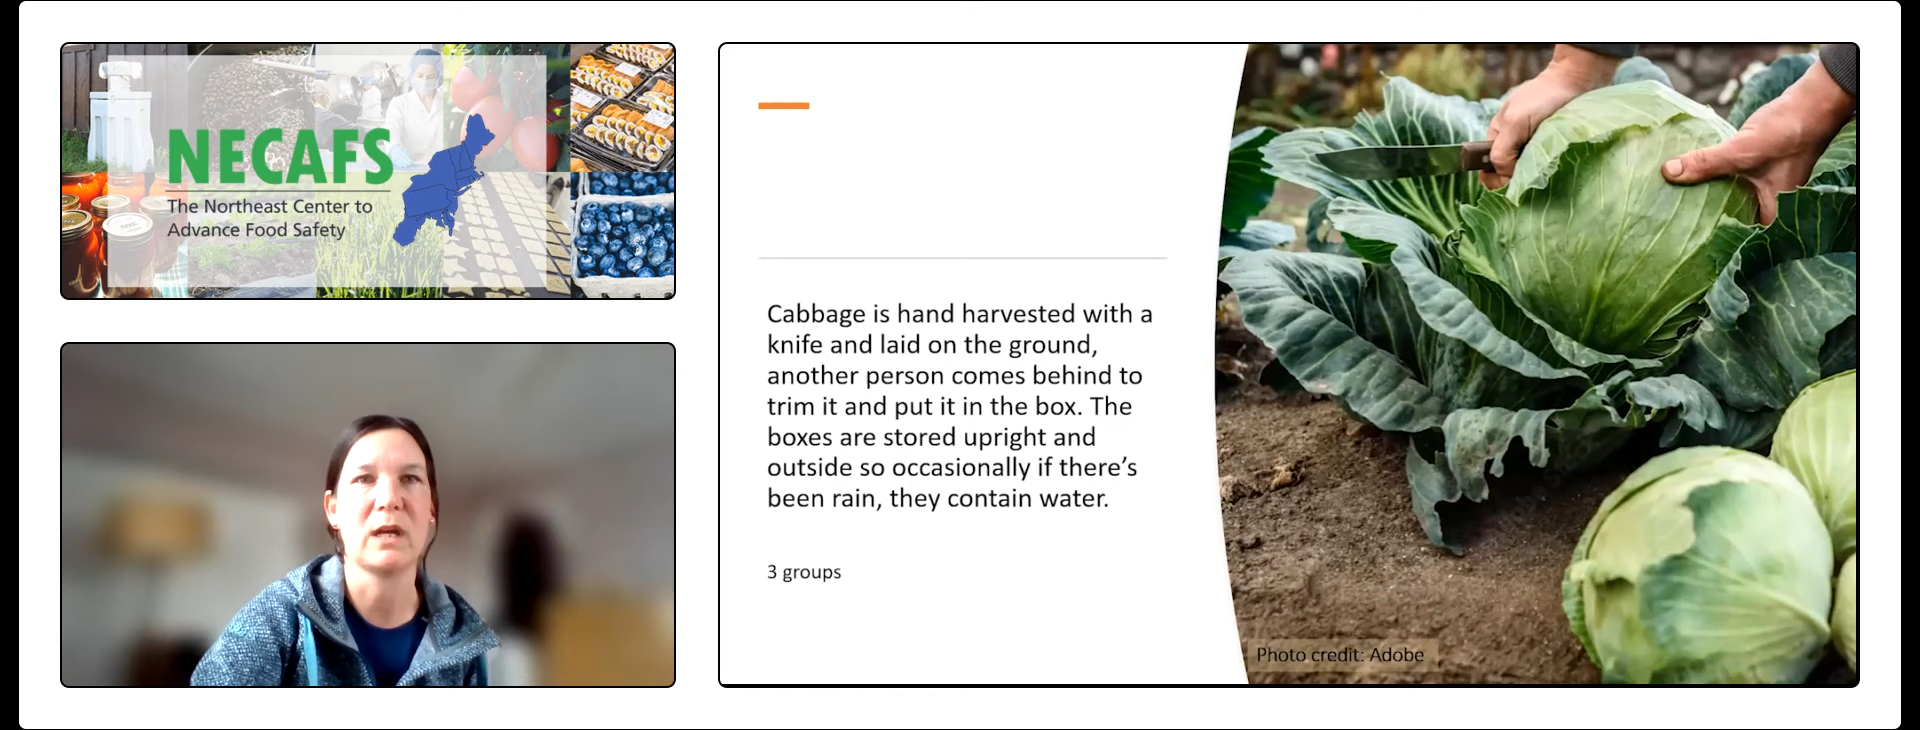 NECAFS
The Northeast Center to
Advance Food Safety
Cabbage is hand harvested with a
knife and laid on the ground,
another person comes behind to
trim it and put it in the box. The
boxes are stored upright and
outside so occasionally if there’s
been rain, they contain water.
3 groups
Photo credit: Adobe